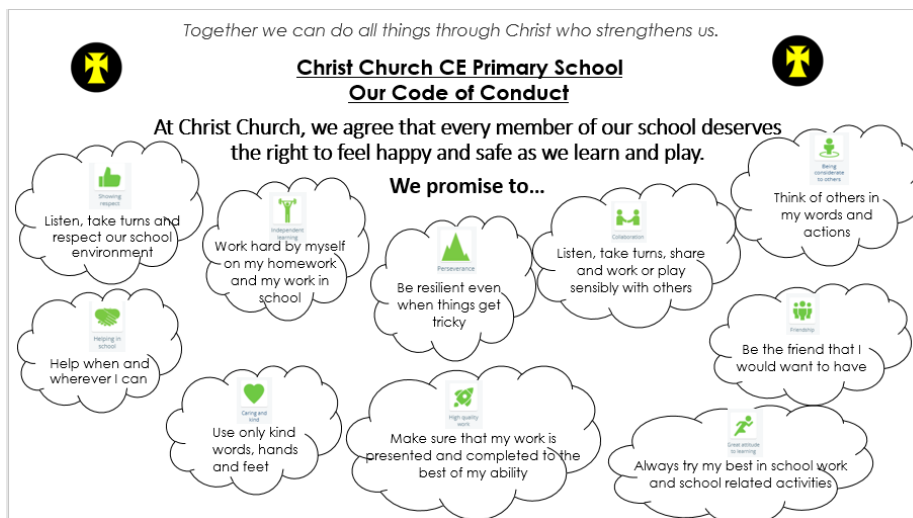 Together we can do all things through Christ who strengthens us.
Christ Church CE Primary School
Our Code of Conduct
At Christ Church, we agree that every member of our school deserves
the right to feel happy and safe as we learn and play.
We promise to...
Showing
respect
Listen, take turns and
respect our school
environment
Independent
learning
Work hard by myself
on my homework
and my work in
school
Perseverance
Be resilient even
when things get
tricky
Collaboration
Listen, take turns, share
and work or play
sensibly with others
Being
considerate
to others
Think of others in
my words and
actions
Helping in
school
Help when and
wherever I can
Caring and
kind
Use only kind
words, hands
and feet
High quality
work
Make sure that my work is
presented and completed to the
best of my ability
Friendship
Be the friend that I
would want to have
Great attitude
to learning
Always try my best in school work
and school related activities